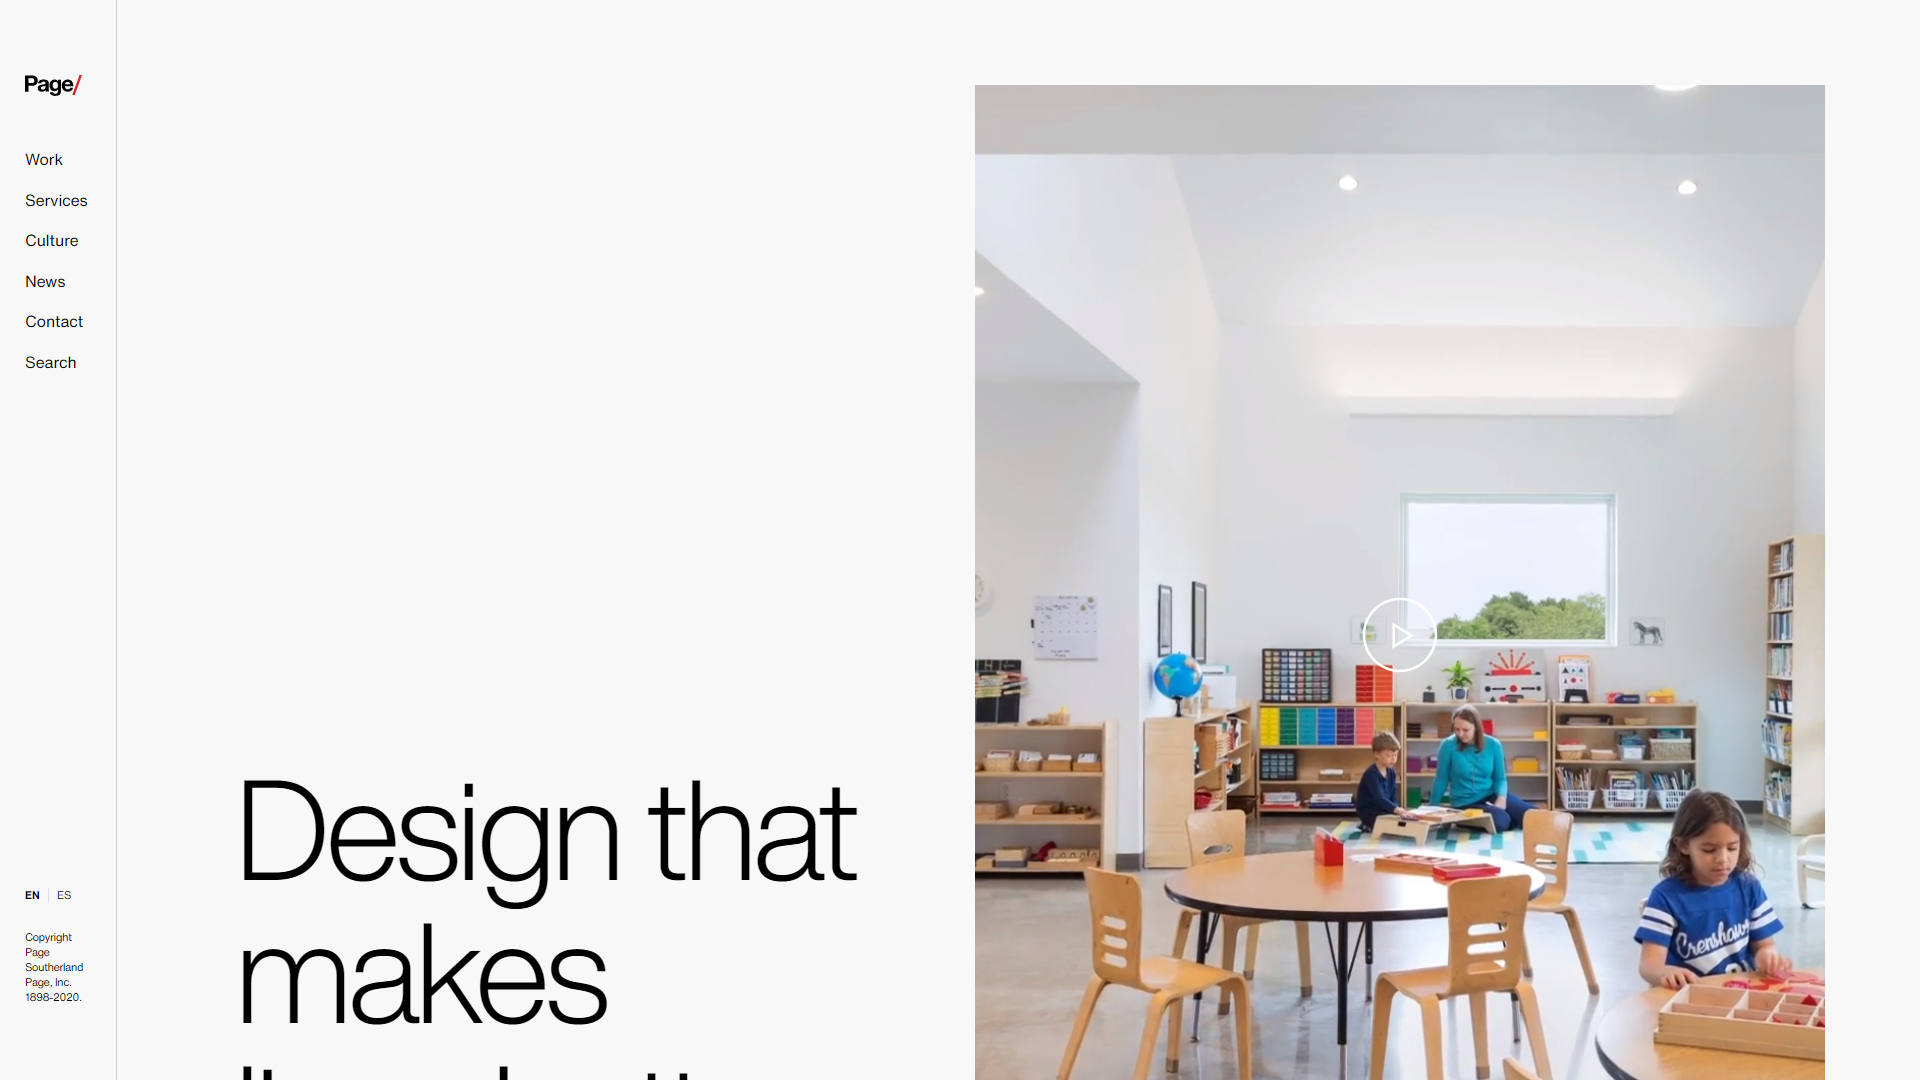 Page/
Work
Services
Culture
News
Contact
Search
EN
ES
Copyright
Page
Southerland
Page, Inc.
1898-2020.
Design that
makes
Crenshaw